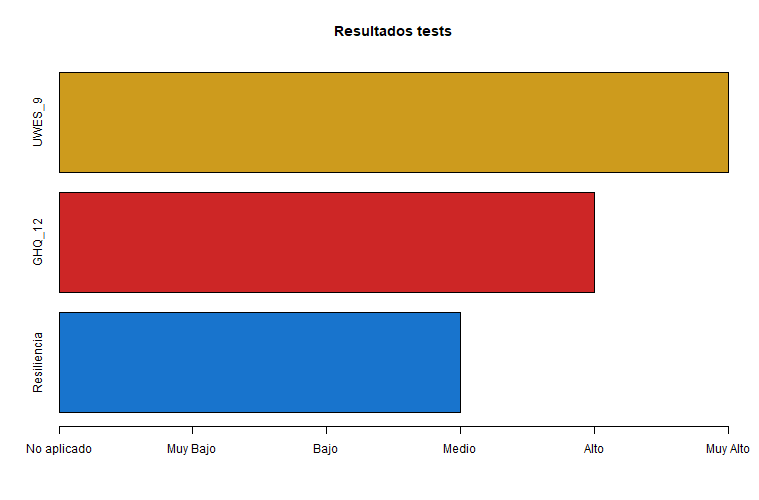 Resultados tests
UWES_9
GHQ_12
Resiliencia
No aplicado
Muy Bajo
Bajo
Medio
Alto
Muy Alto